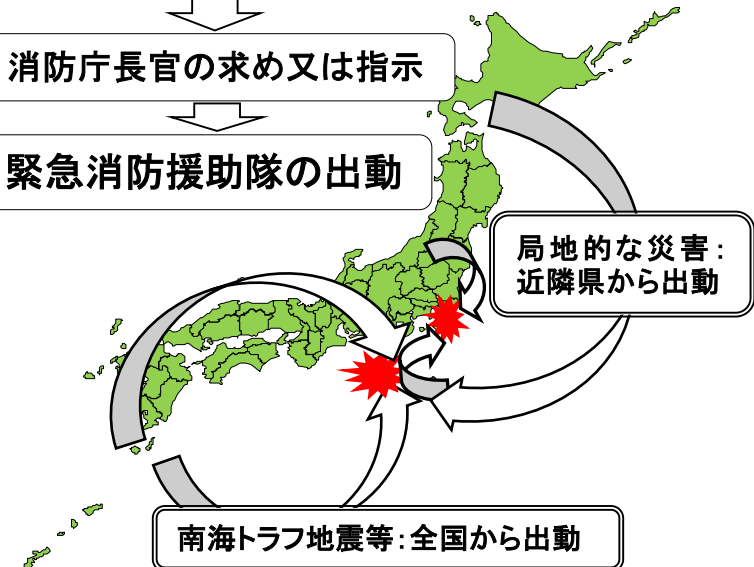 消防庁長官の求め又は指示
緊急消防援助隊の出動
局地的な災害：
近隣県から出動
南海トラフ地震等：全国から出動